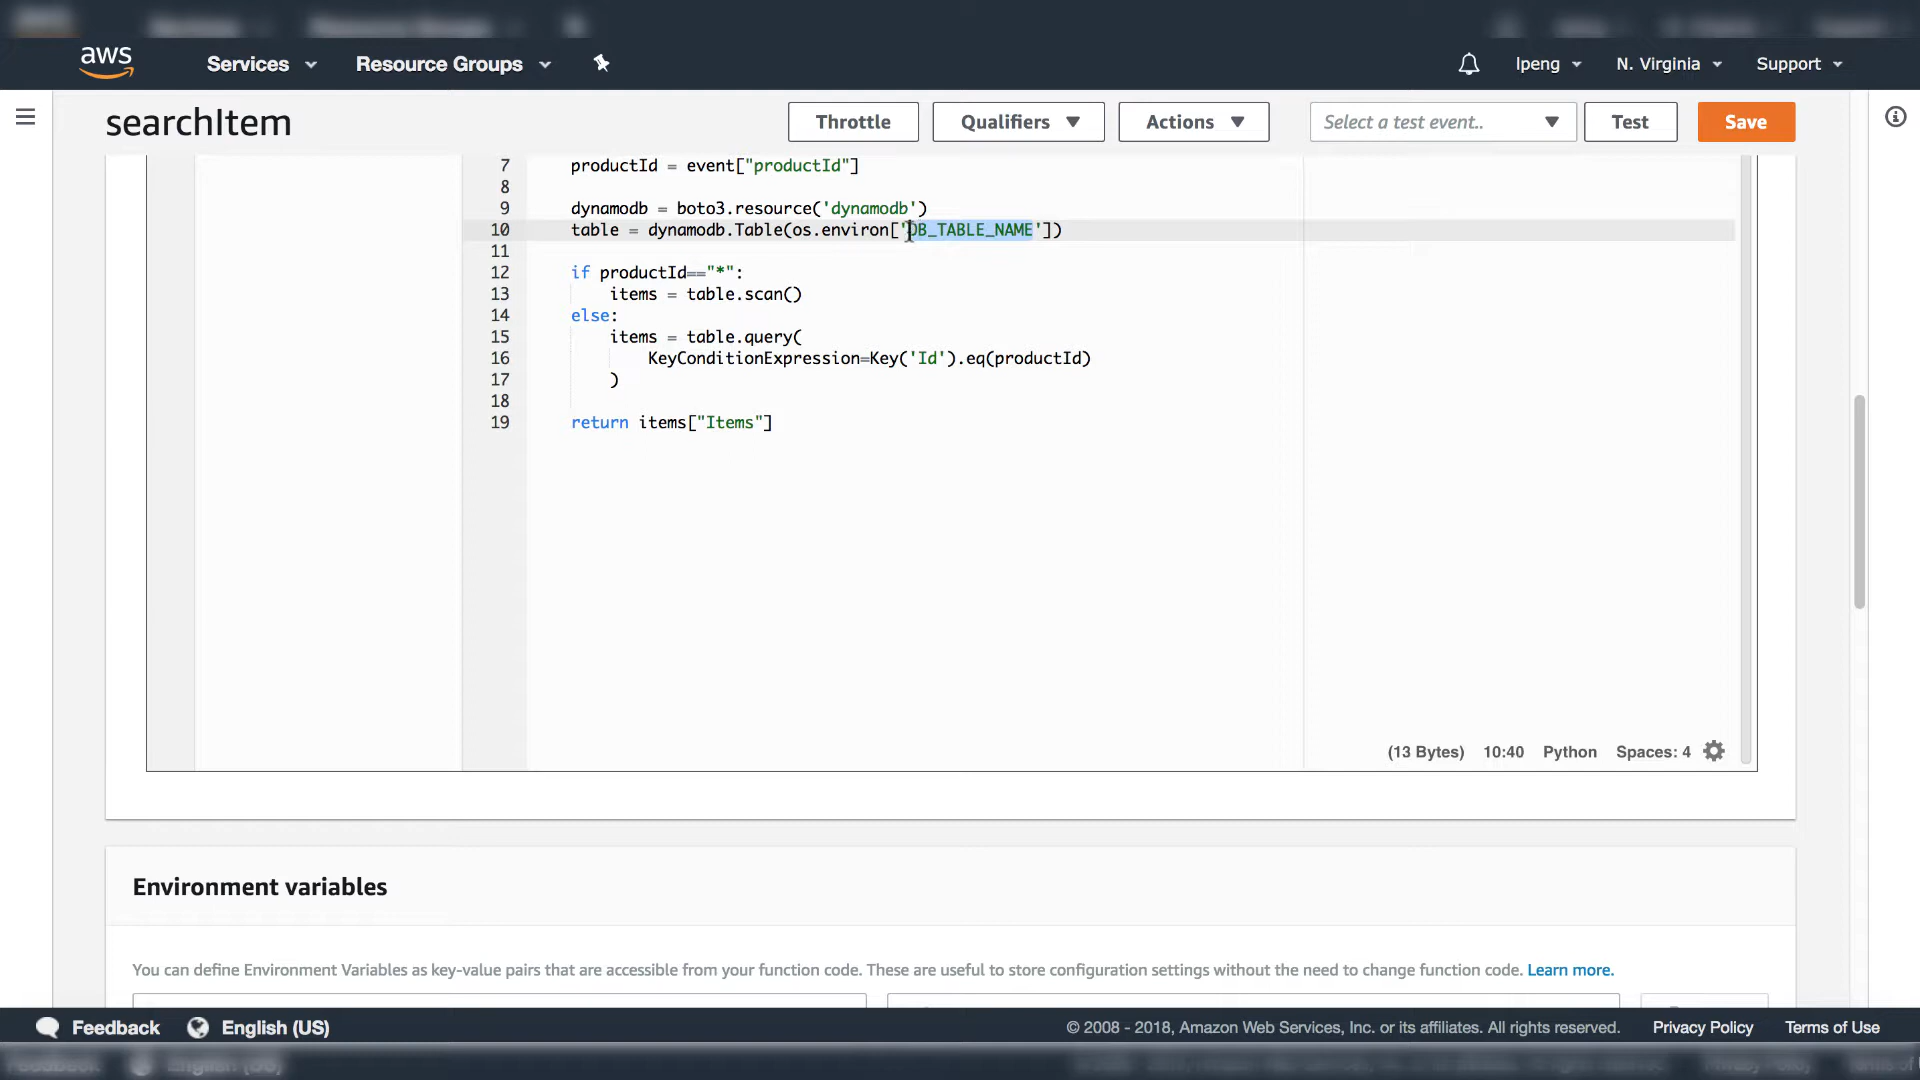 aws Services Resource Groups lpeng N. Virginia Support
searchItem Throttle Qualifiers Actions Select a test event.. Test Save
7 productId = event["productId"]
8
9 dynamodb = boto3.resource('dynamodb')
10 table = dynamodb.Table(os.environ['DB_TABLE_NAME'])
11
12 if productId=="*":
13 items = table.scan()
14 else:
15 items = table.query(
16 KeyConditionExpression=Key('Id').eq(productId)
17 )
18
19 return items["Items"]
(13 Bytes) 10:40 Python Spaces: 4
Environment variables
You can define Environment Variables as key-value pairs that are accessible from your function code. These are useful to store configuration settings without the need to change function code. Learn more.
Feedback English (US) © 2008 - 2018, Amazon Web Services, Inc. or its affiliates. All rights reserved. Privacy Policy Terms of Use